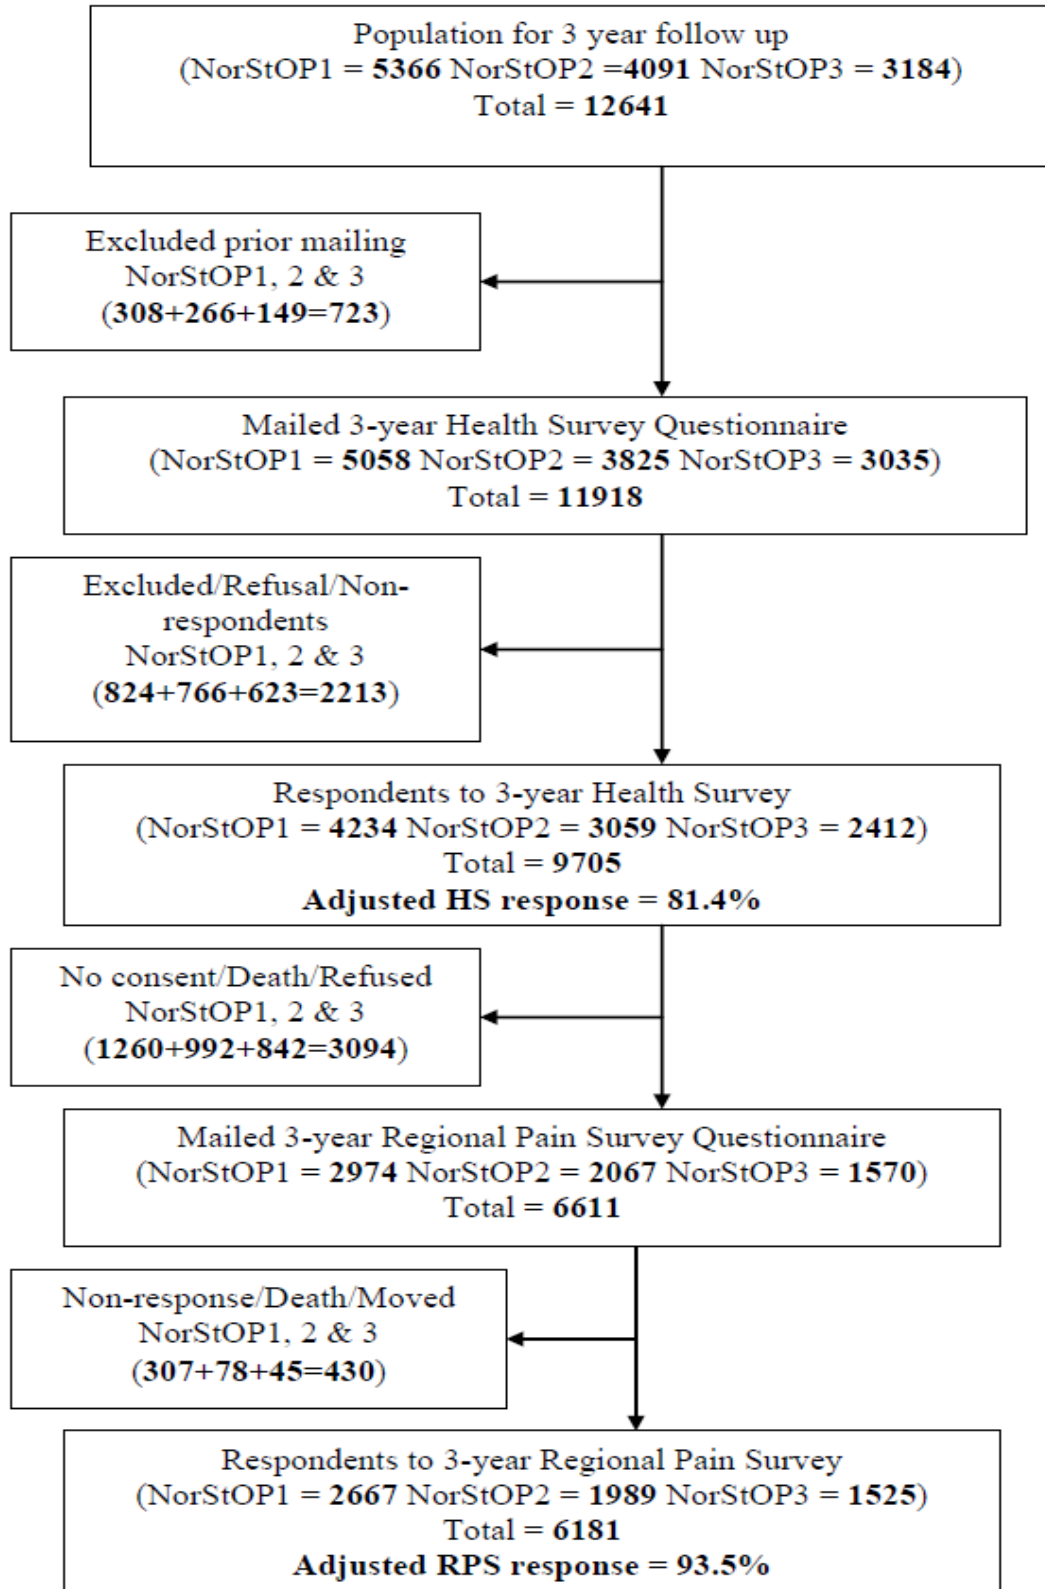 Population for 3 year follow up
(NorStOP1 = 5366 NorStOP2 =4091 NorStOP3 = 3184)
Total = 12641
Excluded prior mailing
NorStOP1, 2 & 3
(308+266+149=723)
Mailed 3-year Health Survey Questionnaire
(NorStOP1 = 5058 NorStOP2 = 3825 NorStOP3 = 3035)
Total = 11918
Excluded/Refusal/Non-
respondents
NorStOP1, 2 & 3
(824+766+623=2213)
Respondents to 3-year Health Survey
(NorStOP1 = 4234 NorStOP2 = 3059 NorStOP3 = 2412)
Total = 9705
Adjusted HS response = 81.4%
No consent/Death/Refused
NorStOP1, 2 & 3
(1260+992+842=3094)
Mailed 3-year Regional Pain Survey Questionnaire
(NorStOP1 = 2974 NorStOP2 = 2067 NorStOP3 = 1570)
Total = 6611
Non-response/Death/Moved
NorStOP1, 2 & 3
(307+78+45=430)
Respondents to 3-year Regional Pain Survey
(NorStOP1 = 2667 NorStOP2 = 1989 NorStOP3 = 1525)
Total = 6181
Adjusted RPS response = 93.5%